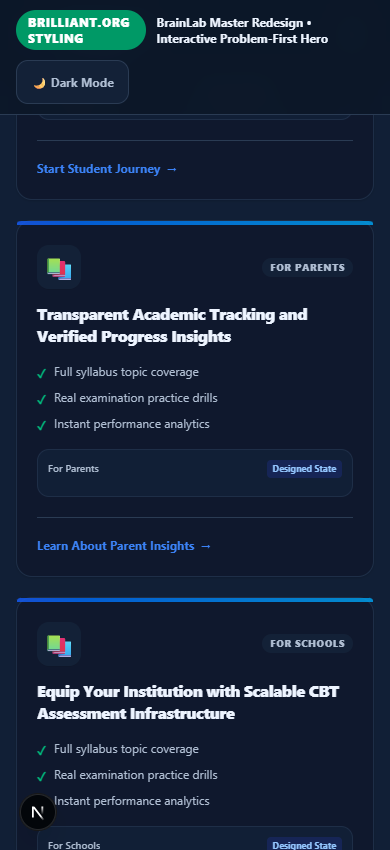 BRILLIANT.ORG
STYLING
BrainLab Master Redesign •
Interactive Problem-First Hero
🌙 Dark Mode
Start Student Journey →
FOR PARENTS
Transparent Academic Tracking and
Verified Progress Insights
✓ Full syllabus topic coverage
✓ Real examination practice drills
✓ Instant performance analytics
For Parents
Designed State
Learn About Parent Insights →
FOR SCHOOLS
Equip Your Institution with Scalable CBT
Assessment Infrastructure
✓ Full syllabus topic coverage
✓ Real examination practice drills
Instant performance analytics
N
For Schools
Designed State